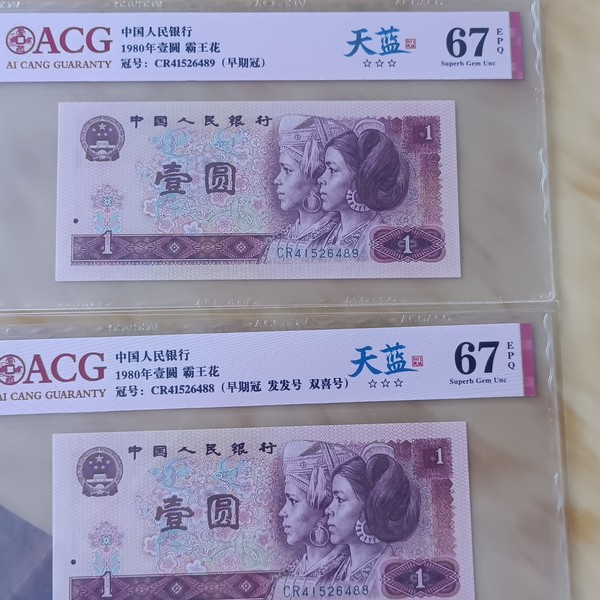 ACG
AI CANG GUARANTY
中国人民银行
1980年壹圆 霸王花
冠号：CR41526489（早期冠）
天蓝
☆☆☆
67
EPQ
Superb Gem Unc
中国人民银行
1
壹圆
1
1
CR41526489
ACG
AI CANG GUARANTY
中国人民银行
1980年壹圆 霸王花
冠号：CR41526488（早期冠 发发号 双喜号）
天蓝
☆☆☆
67
EPQ
Superb Gem Unc
中国人民银行
1
壹圆
1
1
CR41526488